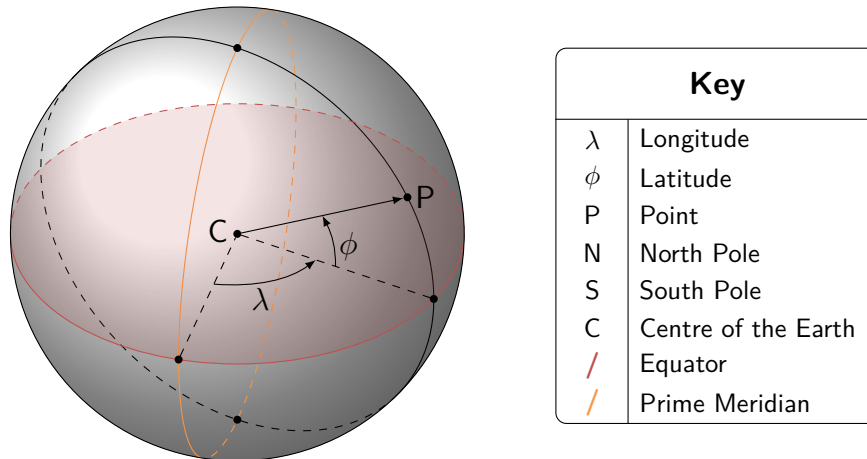 P
C
ϕ
λ
Key
λ Longitude
ϕ Latitude
P Point
N North Pole
S South Pole
C Centre of the Earth
/ Equator
/ Prime Meridian